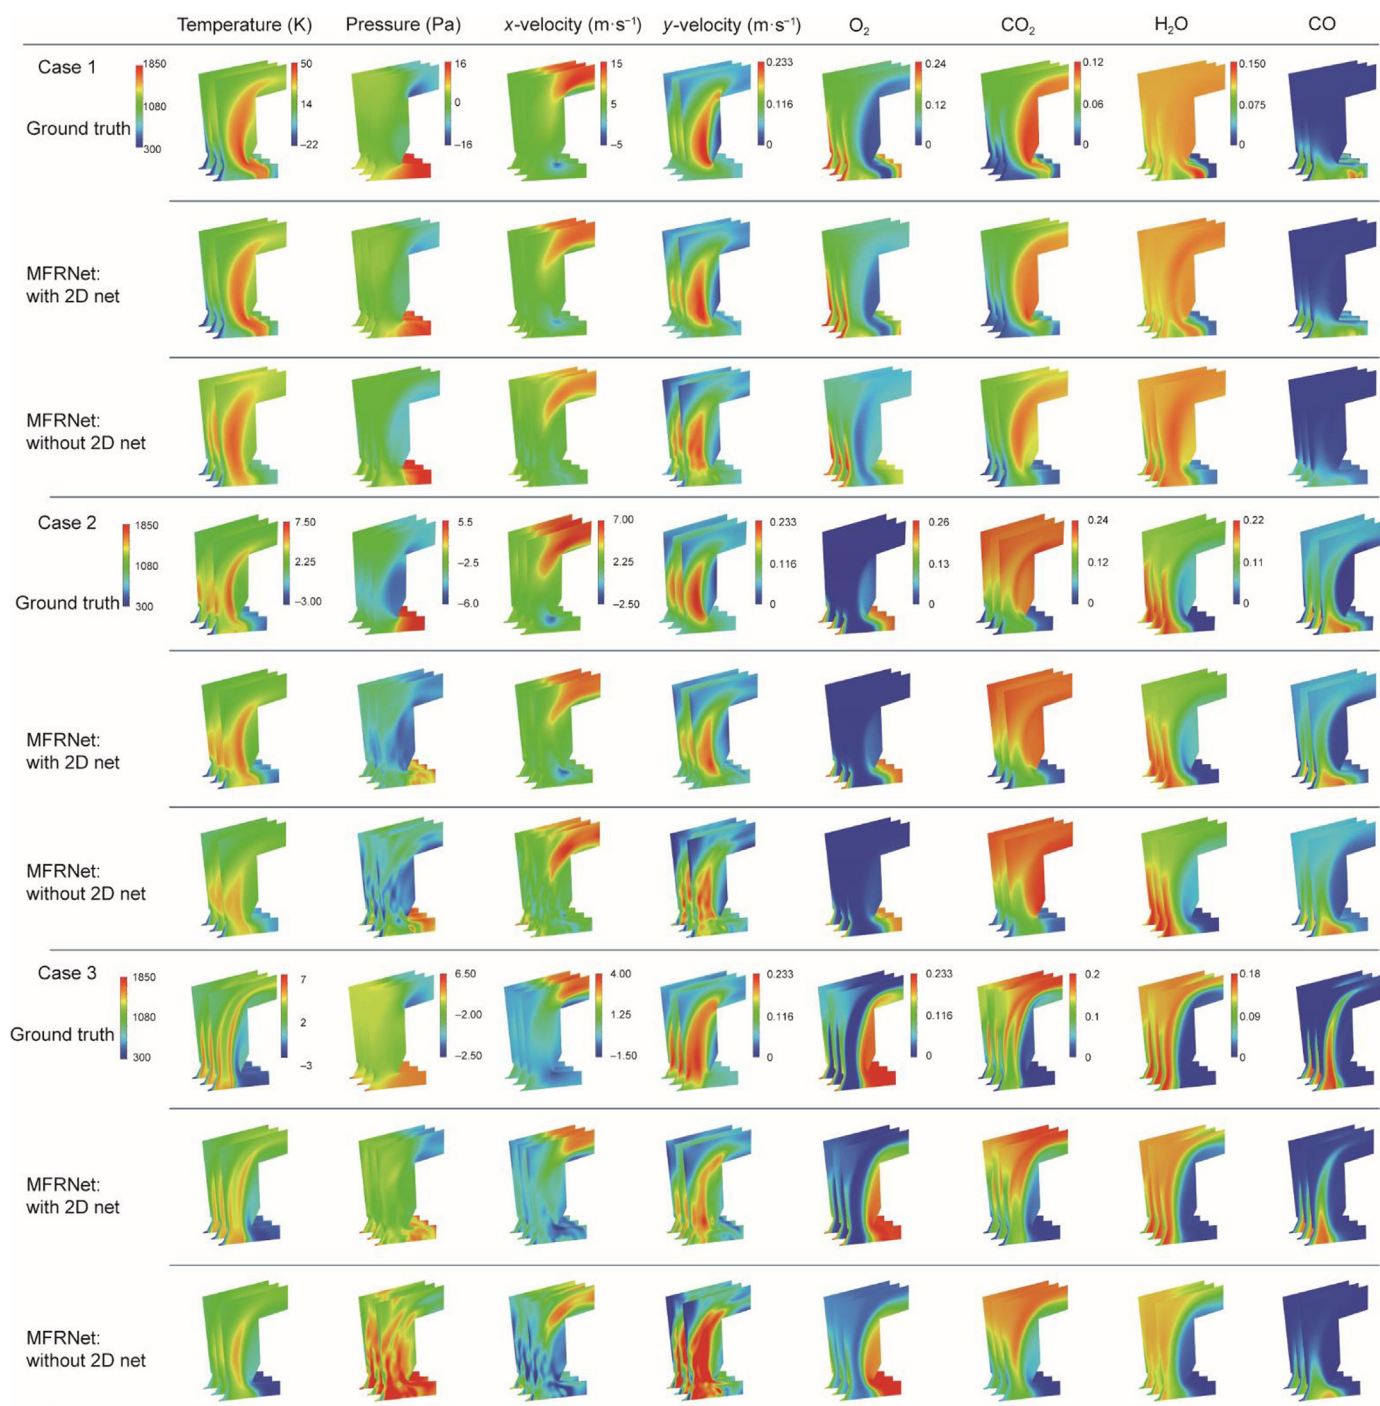 Temperature (K) Pressure (Pa) x-velocity (m·s⁻¹) y-velocity (m·s⁻¹) O₂ CO₂ H₂O CO
Case 1
1850 50 16 15 0.233 0.24 0.12 0.150
1080 14 0 5 0.116 0.12 0.06 0.075
300 −22 −16 −5 0 0 0 0
Ground truth
MFRNet:
with 2D net
MFRNet:
without 2D net
Case 2
1850 7.50 5.5 7.00 0.233 0.26 0.24 0.22
1080 2.25 −2.5 2.25 0.116 0.13 0.12 0.11
300 −3.00 −6.0 −2.50 0 0 0 0
Ground truth
MFRNet:
with 2D net
MFRNet:
without 2D net
Case 3
1850 7 6.50 4.00 0.233 0.233 0.2 0.18
1080 2 −2.00 1.25 0.116 0.116 0.1 0.09
300 −3 −2.50 −1.50 0 0 0 0
Ground truth
MFRNet:
with 2D net
MFRNet:
without 2D net